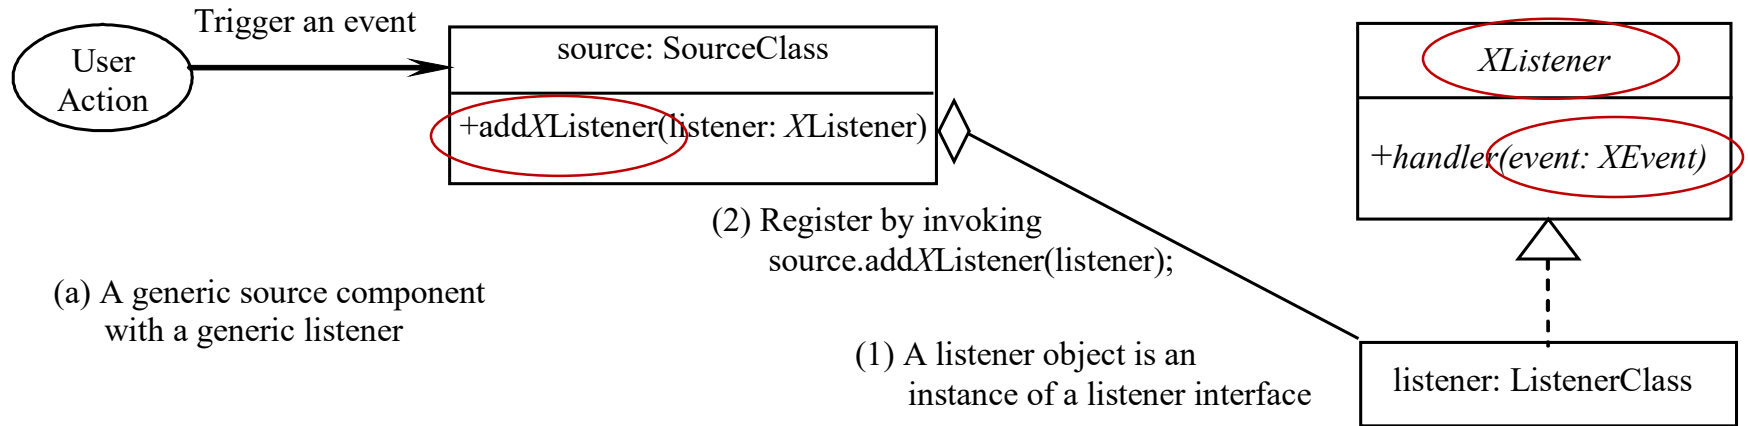 Trigger an event
User
Action
source: SourceClass
+addXListener(listener: XListener)
XListener
+handler(event: XEvent)
(2) Register by invoking
source.addXListener(listener);
(a) A generic source component
with a generic listener
(1) A listener object is an
instance of a listener interface
listener: ListenerClass